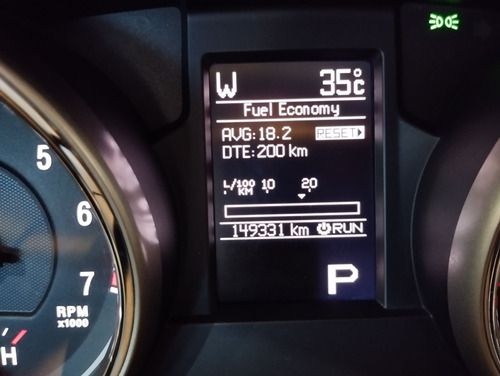 W 35°C
Fuel Economy
AVG:18.2 RESET
DTE:200 km
L/100 KM 10 20
149331 km RUN
P
5
6
7
RPM
x1000
H